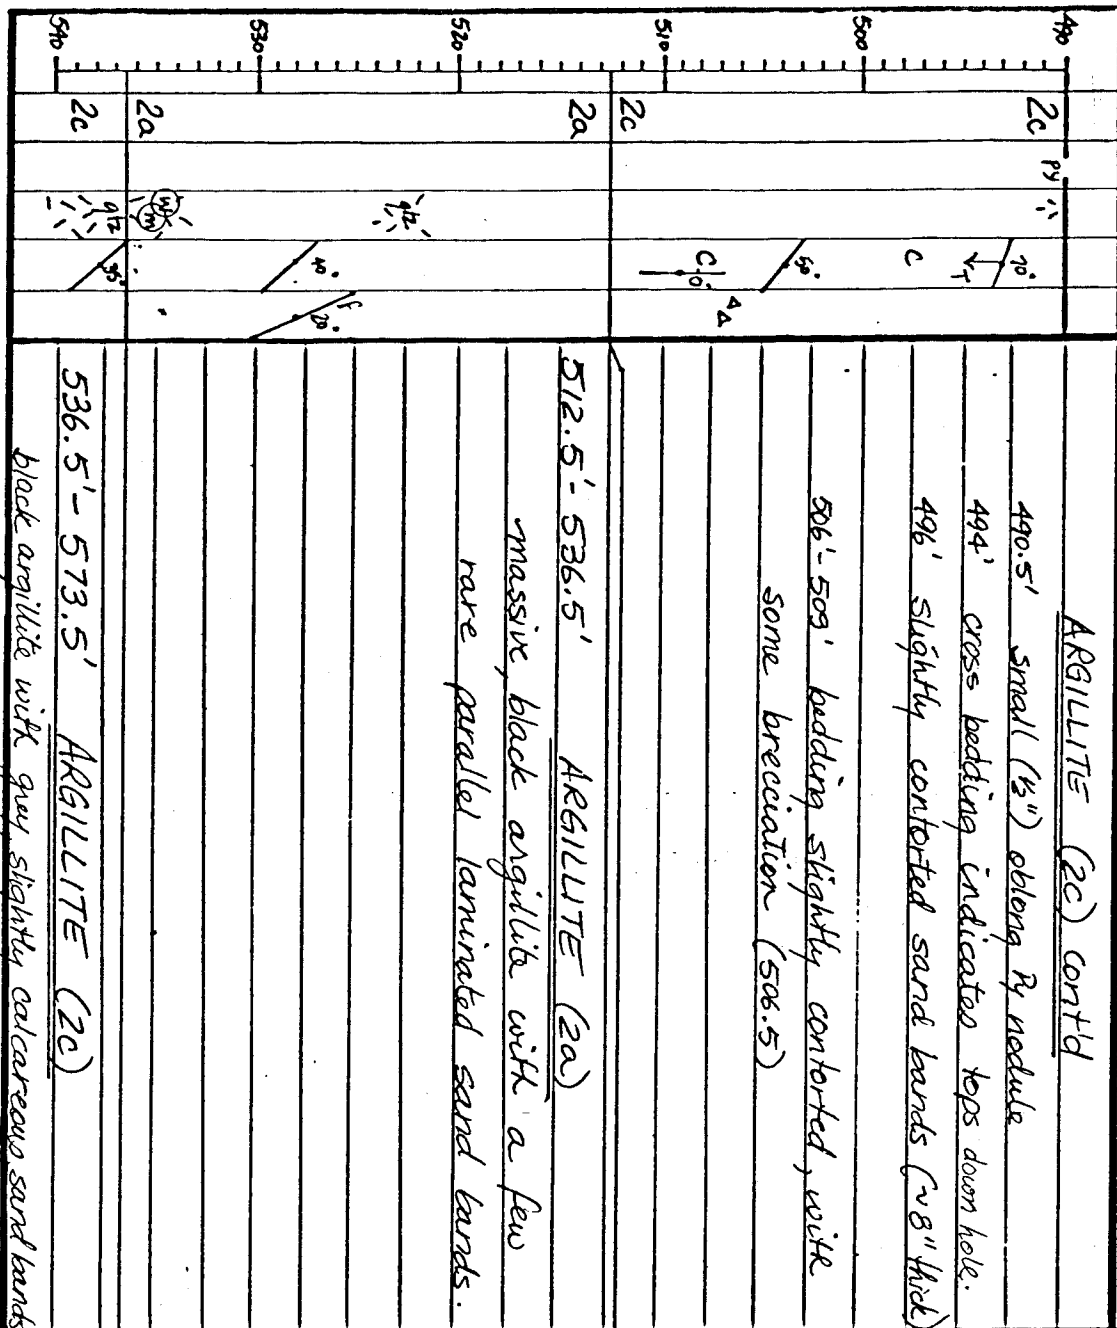 490
500
510
520
530
540
2c
2c
2a
2a
2c
PY
qtz
W
M
qtz
70°
T
C
50°
C
0°
40°
35°
f
20°
ARGILLITE (2c) cont'd
490.5' small (½") oblong Py nodule
494' cross bedding indicates tops down hole.
496' slightly contorted sand bands (~8" thick)
506'-509' bedding slightly contorted, with
some brecciation (506.5)
512.5'-536.5' ARGILLITE (2a)
massive, black argillite with a few
rare parallel laminated sand bands.
536.5'-573.5' ARGILLITE (2c)
black argillite with grey, slightly calcareous, sand bands